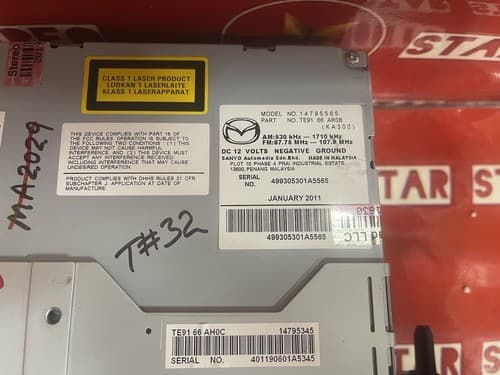 Stereo
STAR
STAR
CLASS 1 LASER PRODUCT
LUOKAN 1 LASERLAITE
KLASS 1 LASERAPPARAT
MODEL NO. 14795565
PART NO. TE91 66 AR0B
(KA300)
AM:530 kHz — 1710 kHz
FM:87.75 MHz — 107.9 MHz
DC 12 VOLTS NEGATIVE GROUND
SANYO Automedia Sdn.Bhd. MADE IN MALAYSIA
PLOT 10 PHASE 4 PRAI INDUSTRIAL ESTATE
13600, PENANG MALAYSIA
SERIAL NO. 499305301A5565
JANUARY 2011
499305301A5565
THIS DEVICE COMPLIES WITH PART 15 OF
THE FCC RULES. OPERATION IS SUBJECT TO
THE FOLLOWING TWO CONDITIONS : (1) THIS
DEVICE MAY NOT CAUSE HARMFUL
INTERFERENCE, AND (2) THIS DEVICE MUST
ACCEPT ANY INTERFERENCE RECEIVED,
INCLUDING INTERFERENCE THAT MAY CAUSE
UNDESIRED OPERATION.
PRODUCT COMPLIES WITH DHHS RULES 21 CFR
SUBCHAPTER J. APPLICATION AT DATE OF
MANUFACTURE.
MA2029
T#32
LLC
TE91 66 AH0C 14795345
SERIAL NO. 401190601A5345
STAR
STAR